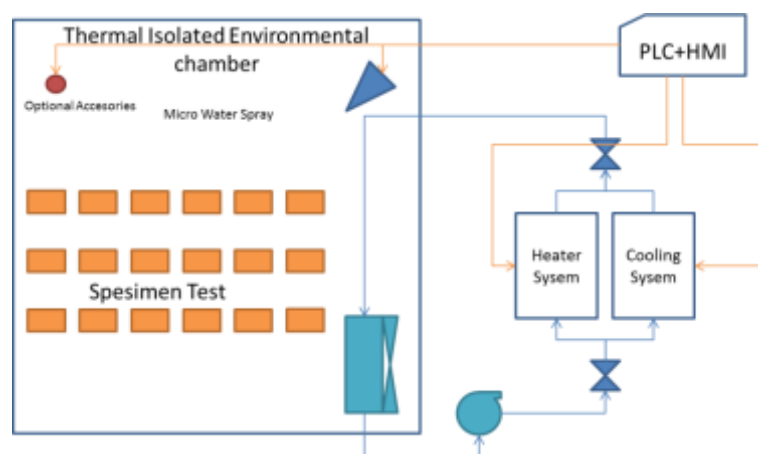 Thermal Isolated Environmental
chamber
PLC+HMI
Optional Accesories
Micro Water Spray
Heater
Sysem
Cooling
Sysem
Spesimen Test